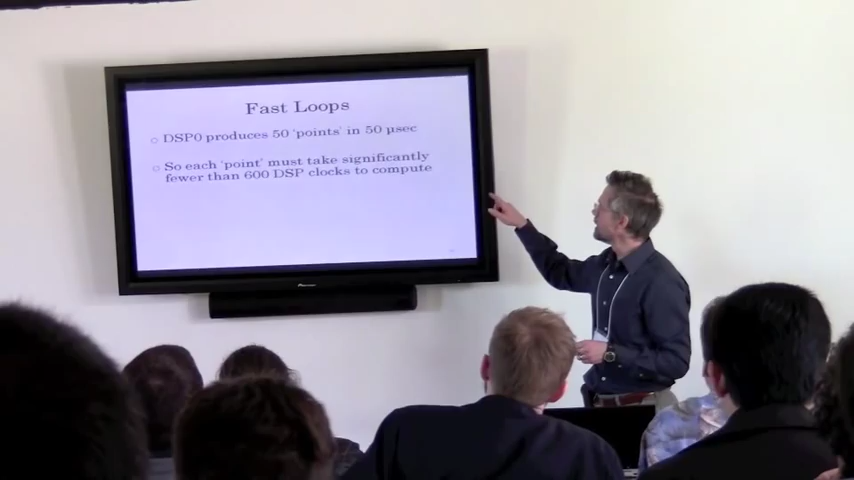 Fast Loops
DSP0 produces 50 'points' in 50 µsec
So each 'point' must take significantly
fewer than 600 DSP clocks to compute
Pioneer